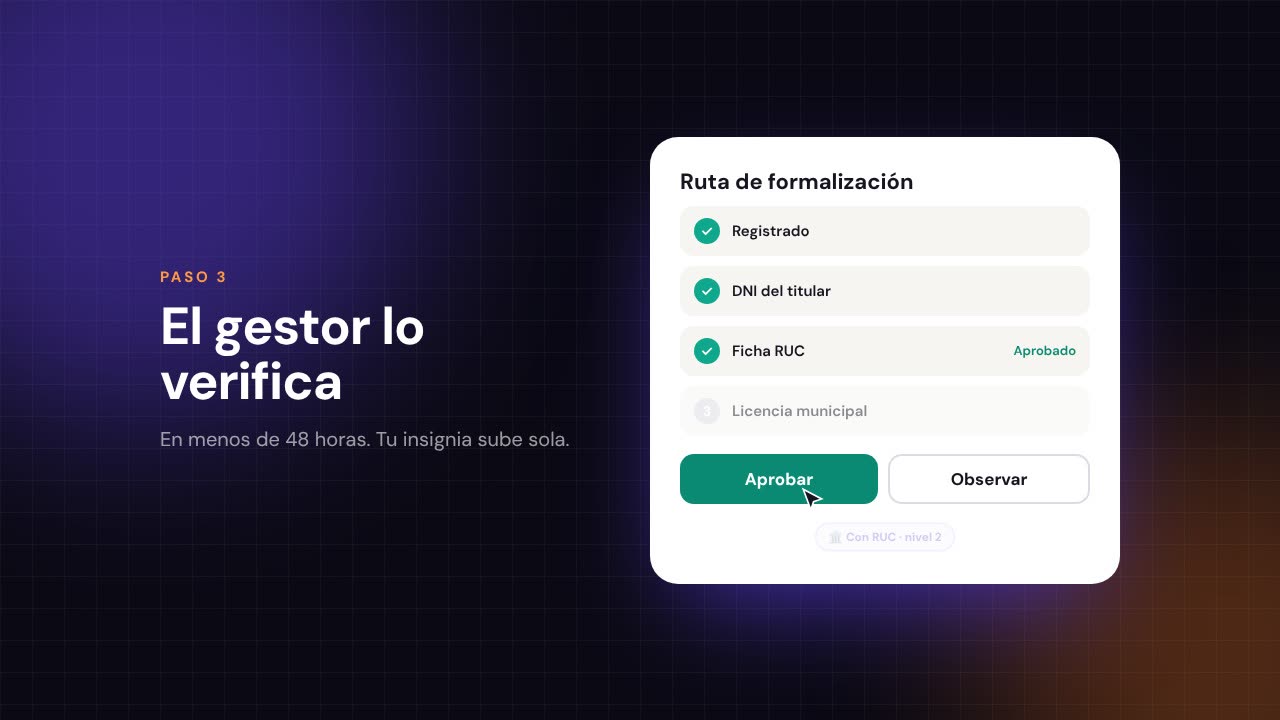 PASO 3
El gestor lo
verifica
En menos de 48 horas. Tu insignia sube sola.
Ruta de formalización
Registrado
DNI del titular
Ficha RUC Aprobado
3 Licencia municipal
Aprobar Observar
🏛️ Con RUC · nivel 2